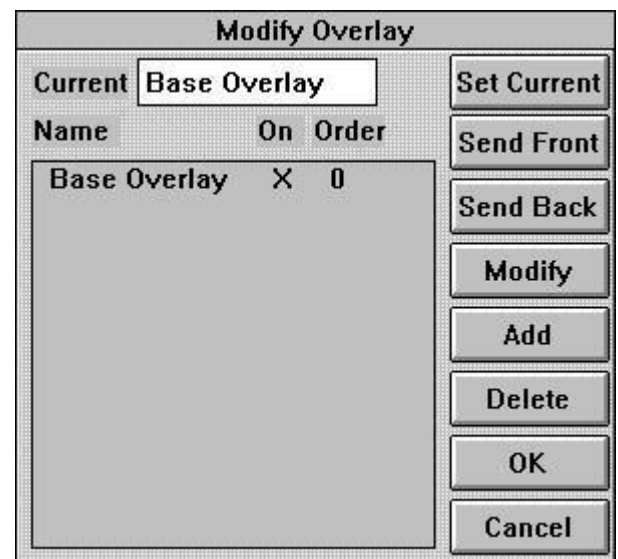 Modify Overlay
Current Base Overlay
Name On Order
Base Overlay X 0
Set Current
Send Front
Send Back
Modify
Add
Delete
OK
Cancel